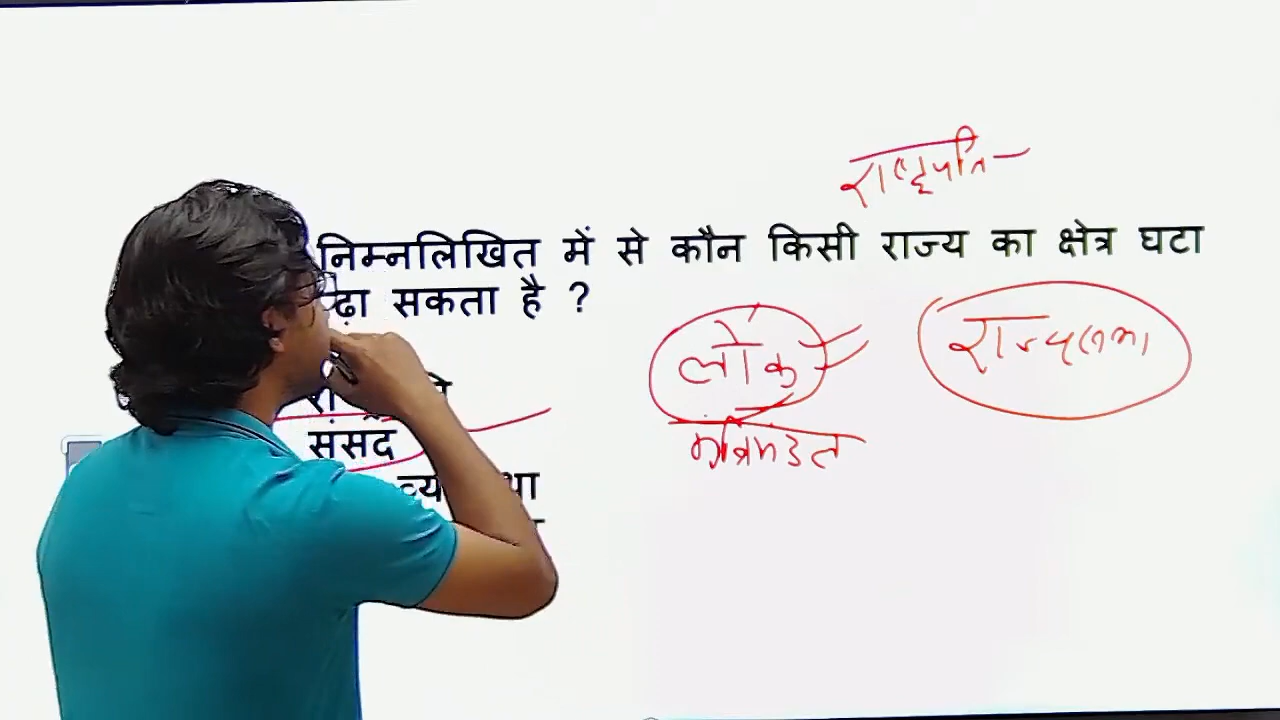 राष्ट्रपति
निम्नलिखित में से कौन किसी राज्य का क्षेत्र घटा
ढ़ा सकता है ?
लोक राज्यसभा
संसद
मंत्रिमंडल